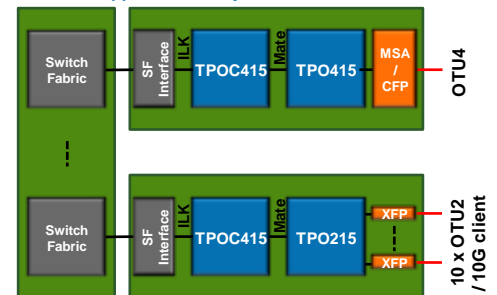 Switch
Fabric
SF
Interface
ILK
TPOC415
Mate
TPO415
MSA
/
CFP
OTU4
Switch
Fabric
SF
Interface
ILK
TPOC415
Mate
TPO215
XFP
XFP
10 x OTU2
/ 10G client